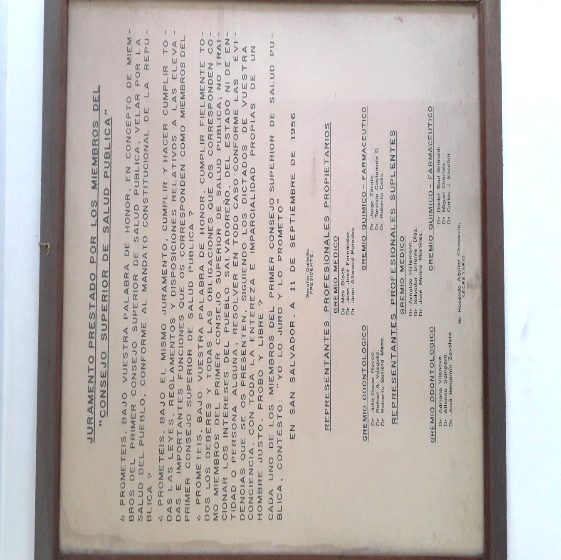 JURAMENTO PRESTADO POR LOS MIEMBROS DEL
"CONSEJO SUPERIOR DE SALUD PUBLICA"
¿ PROMETEIS, BAJO VUESTRA PALABRA DE HONOR, EN CONCEPTO DE MIEM-
BROS DEL PRIMER CONSEJO SUPERIOR DE SALUD PUBLICA, VELAR POR LA
SALUD DEL PUEBLO, CONFORME AL MANDATO CONSTITUCIONAL DE LA REPU-
BLICA ?
¿ PROMETEIS, BAJO EL MISMO JURAMENTO, CUMPLIR Y HACER CUMPLIR TO-
DAS LAS LEYES, REGLAMENTOS Y DISPOSICIONES RELATIVOS A LAS ELEVA-
DAS E IMPORTANTES FUNCIONES QUE OS CORRESPONDEN COMO MIEMBROS DEL
PRIMER CONSEJO SUPERIOR DE SALUD PUBLICA ?
¿ PROMETEIS, BAJO VUESTRA PALABRA DE HONOR, CUMPLIR FIELMENTE TO-
DOS LOS DEBERES Y TODAS LAS OBLIGACIONES QUE OS CORRESPONDEN CO-
MO MIEMBROS DEL PRIMER CONSEJO SUPERIOR DE SALUD PUBLICA; NO TRAI-
CIONAR LOS INTERESES DEL PUEBLO SALVADOREÑO, DEL ESTADO NI DE EN-
TIDAD O PERSONA ALGUNA, RESOLVER EN TODO CASO CONFORME LAS EVI-
DENCIAS QUE SE OS PRESENTEN, SIGUIENDO LOS DICTADOS DE VUESTRA
CONCIENCIA, CON TODA LA ENTEREZA E IMPARCIALIDAD PROPIAS DE UN
HOMBRE JUSTO, PROBO Y LIBRE ?
CADA UNO DE LOS MIEMBROS DEL PRIMER CONSEJO SUPERIOR DE SALUD PU-
BLICA, CONTESTO: "YO LO JURO Y LO PROMETO"
EN SAN SALVADOR, A 11 DE SEPTIEMBRE DE 1956
PRESIDENTE.
REPRESENTANTES PROFESIONALES PROPIETARIOS
GREMIO MEDICO
GREMIO ODONTOLOGICO
GREMIO QUIMICO - FARMACEUTICO
REPRESENTANTES PROFESIONALES SUPLENTES
GREMIO MEDICO
GREMIO ODONTOLOGICO
GREMIO QUIMICO - FARMACEUTICO
SECRETARIO.